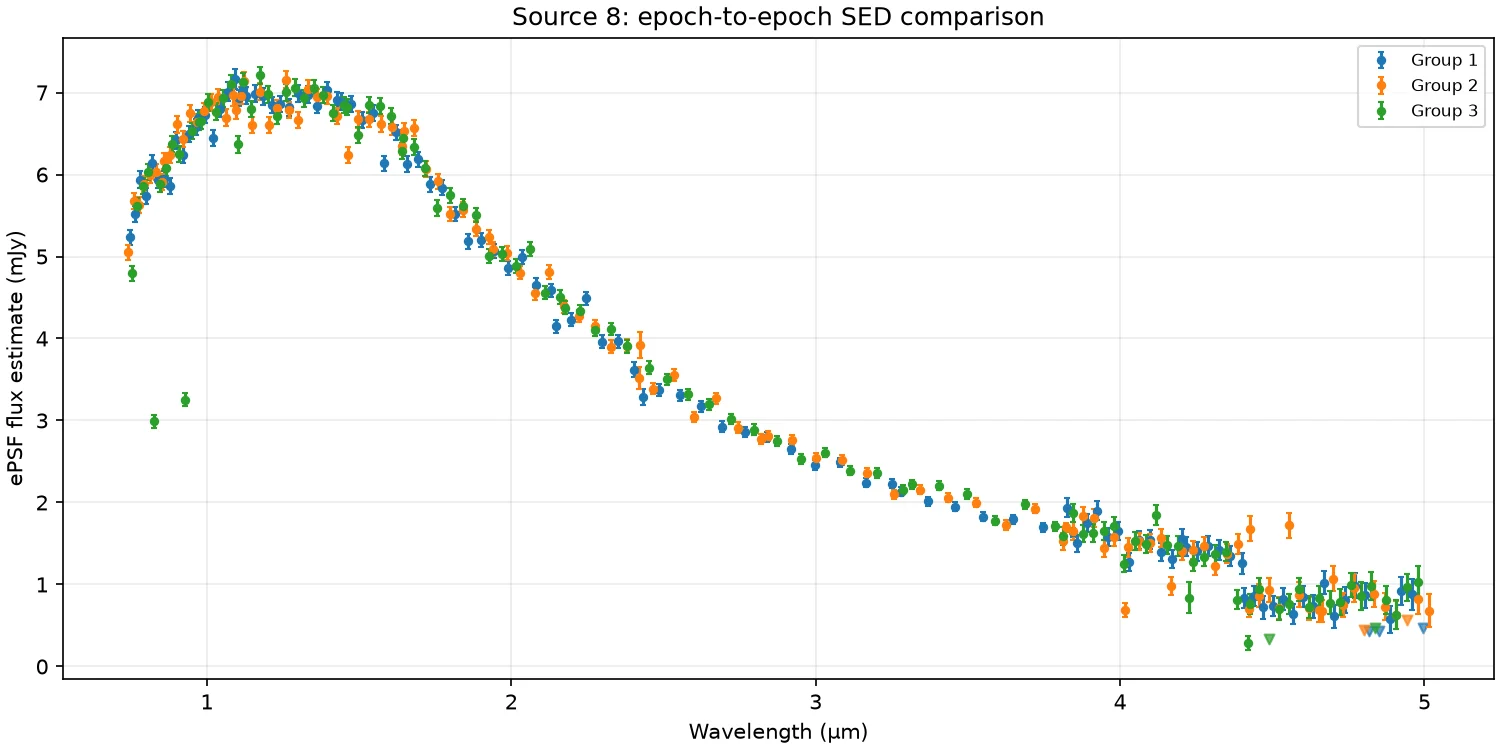 Source 8: epoch-to-epoch SED comparison
Group 1
Group 2
Group 3
ePSF flux estimate (mJy)
7
6
5
4
3
2
1
0
1 2 3 4 5
Wavelength (μm)